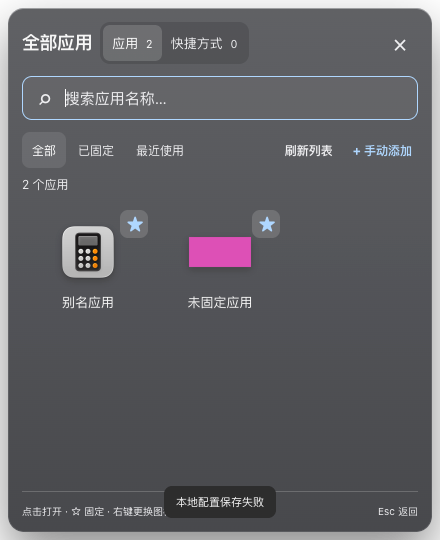 全部应用 应用 2 快捷方式 0 ×
搜索应用名称...
全部 已固定 最近使用 刷新列表 + 手动添加
2 个应用
别名应用 未固定应用
本地配置保存失败
点击打开 · ☆ 固定 · 右键更换图 Esc 返回